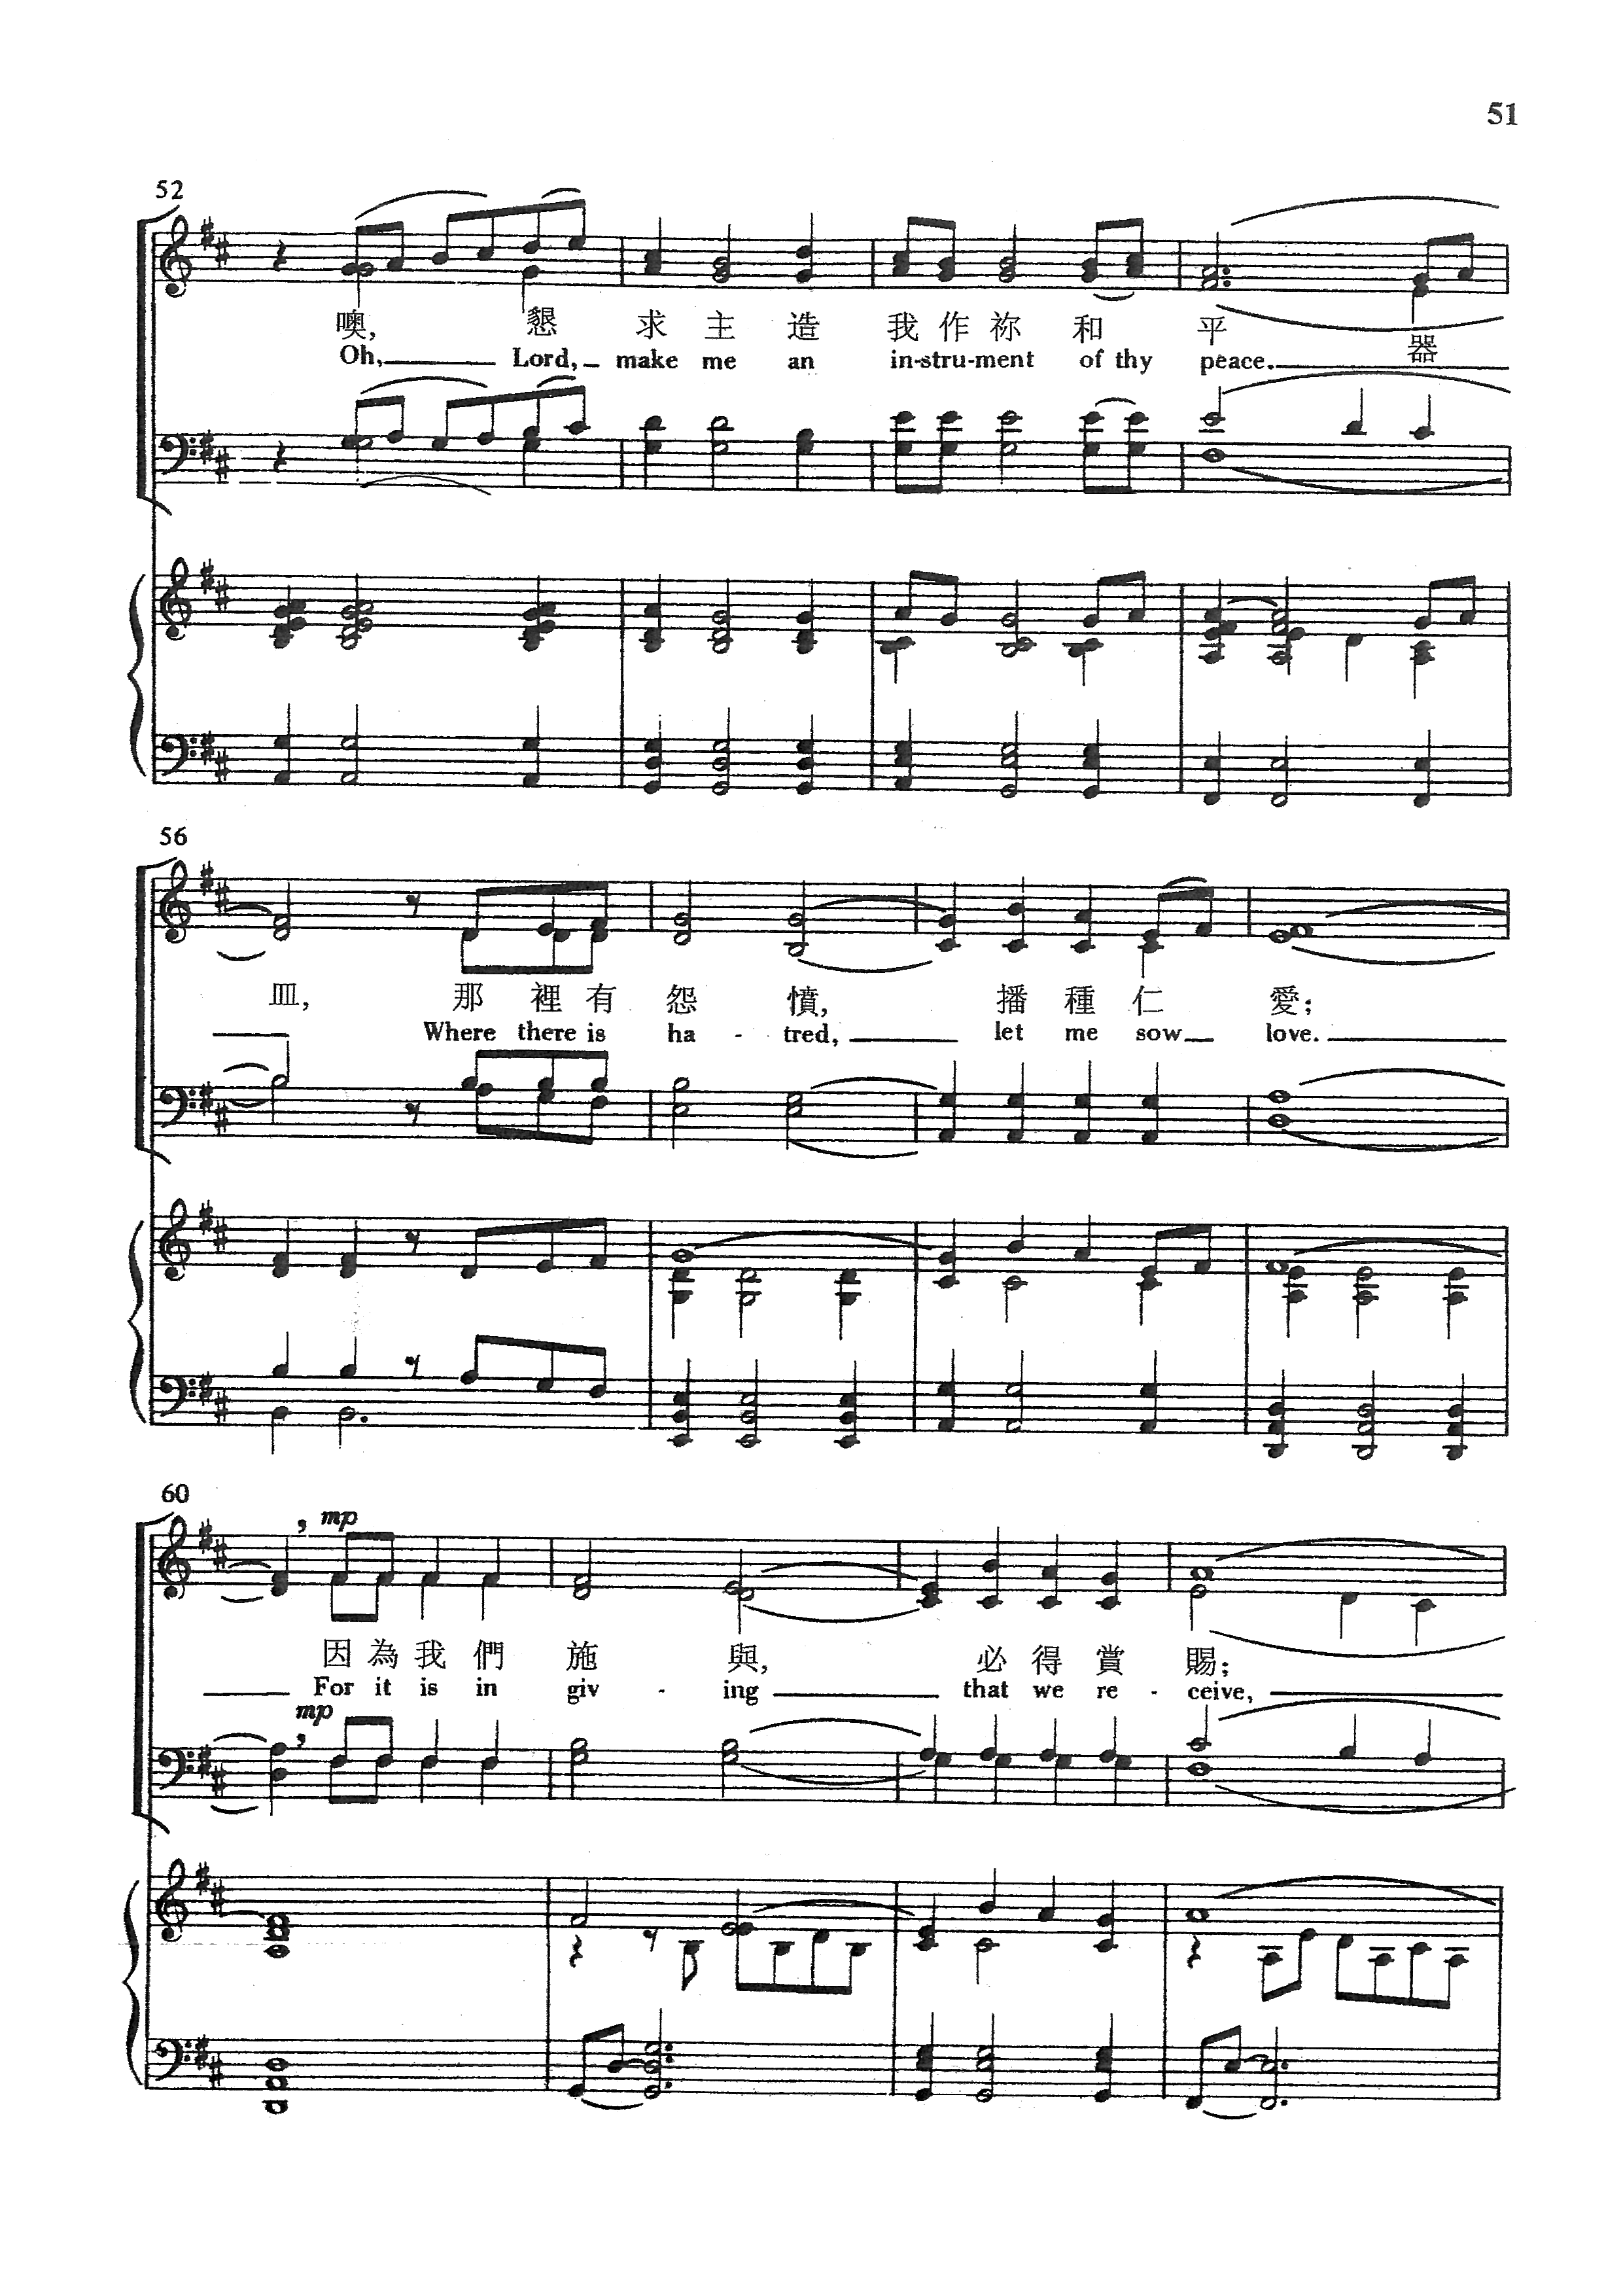 51
52
噢, 懇 求 主 造 我 作 祢 和 平 器
Oh, Lord, make me an in-stru-ment of thy peace.
56
皿, 那 裡 有 怨 憤, 播 種 仁 愛;
Where there is ha - tred, let me sow love.
60
mp
因 為 我 們 施 與, 必 得 賞 賜;
For it is in giv - ing that we re - ceive,
mp